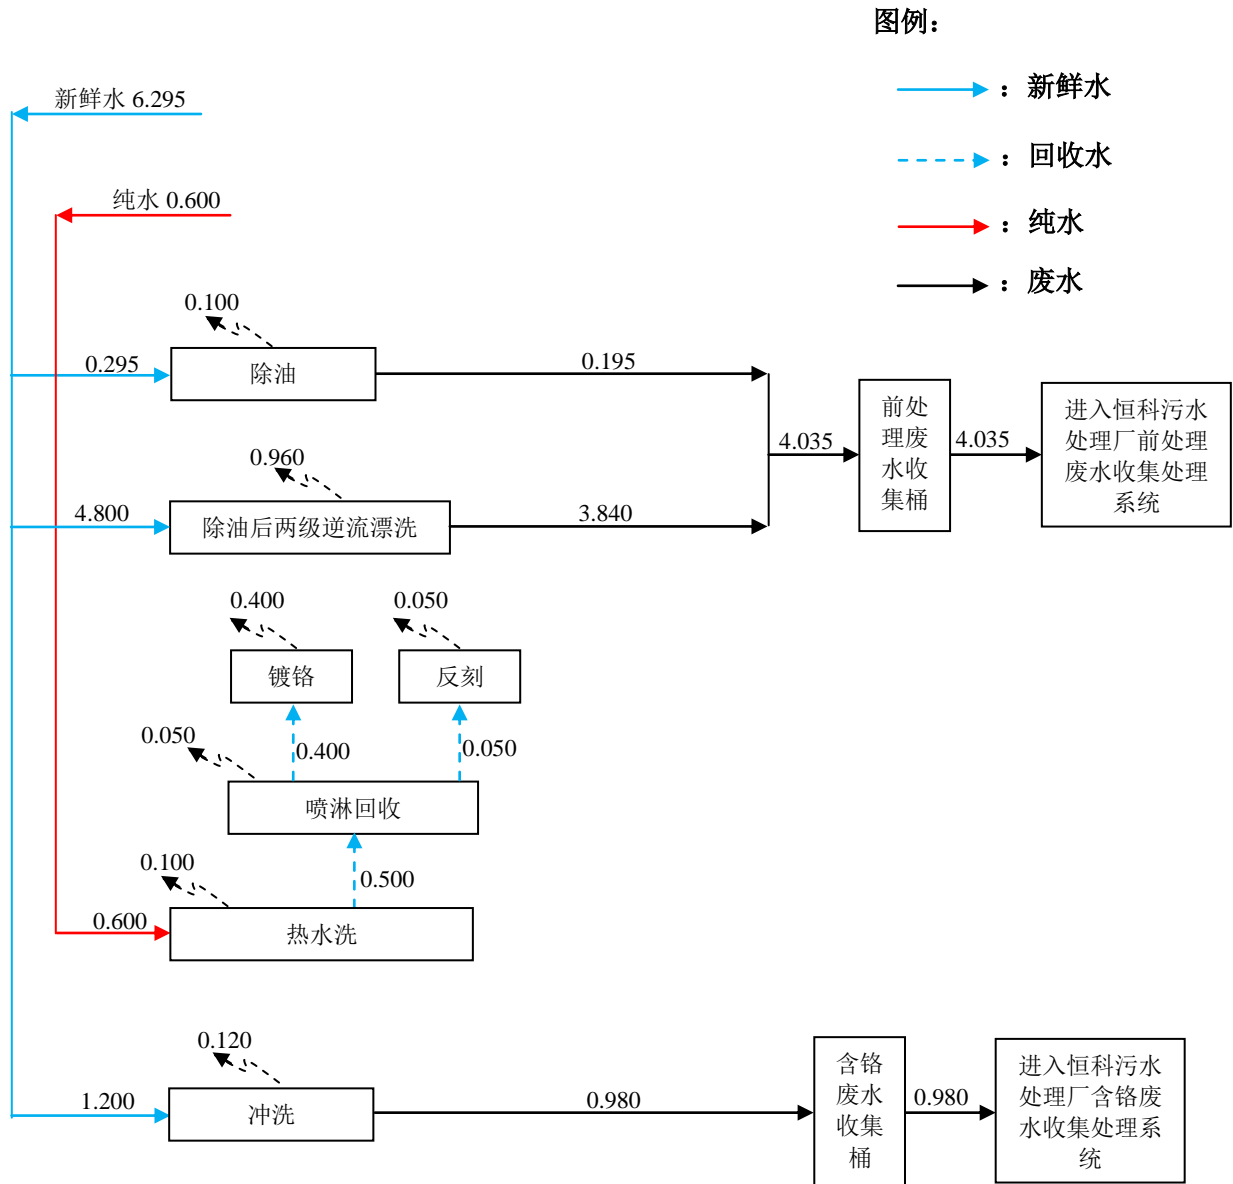 图例：
：新鲜水
：回收水
：纯水
：废水
新鲜水 6.295
纯水 0.600
0.100
0.295
除油
0.195
0.960
4.800
除油后两级逆流漂洗
3.840
4.035
前处
理废
水收
集桶
4.035
进入恒科污水
处理厂前处理
废水收集处理
系统
0.400
0.050
镀铬
反刻
0.050
0.400
0.050
喷淋回收
0.100
0.500
0.600
热水洗
0.120
1.200
冲洗
0.980
含铬
废水
收集
桶
0.980
进入恒科污水
处理厂含铬废
水收集处理系
统